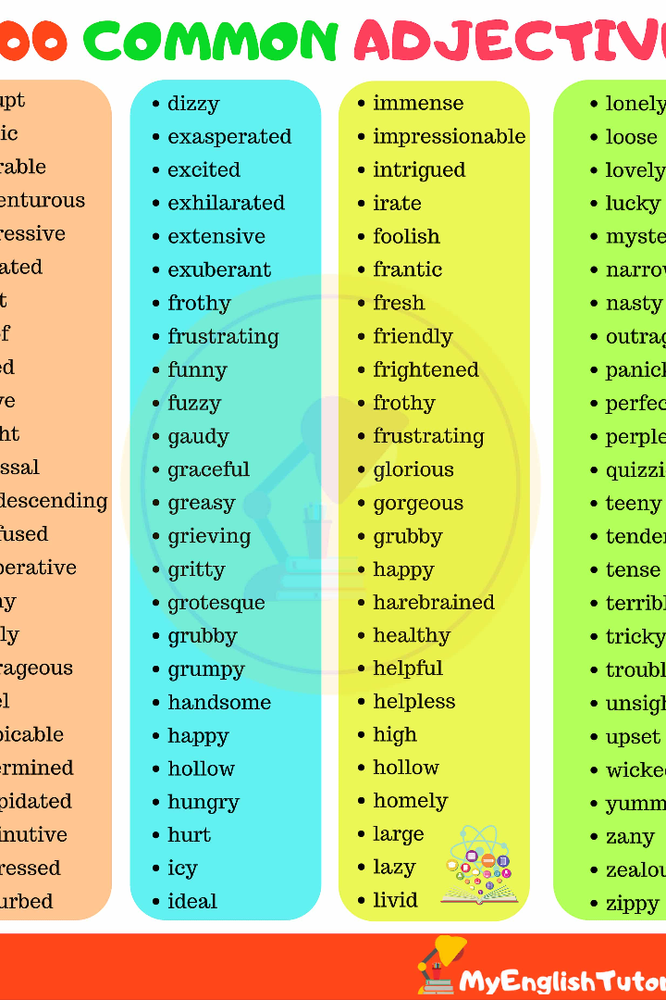 00 COMMON ADJECTIV
upt
ic
rable
enturous
ressive
ated
t
f
ed
ve
ht
ssal
descending
fused
perative
y
ly
rageous
el
picable
ermined
pidated
inutive
ressed
urbed
dizzy
exasperated
excited
exhilarated
extensive
exuberant
frothy
frustrating
funny
fuzzy
gaudy
graceful
greasy
grieving
gritty
grotesque
grubby
grumpy
handsome
happy
hollow
hungry
hurt
icy
ideal
immense
impressionable
intrigued
irate
foolish
frantic
fresh
friendly
frightened
frothy
frustrating
glorious
gorgeous
grubby
happy
harebrained
healthy
helpful
helpless
high
hollow
homely
large
lazy
livid
lonely
loose
lovely
lucky
myste
narrow
nasty
outrag
panick
perfec
perple
quizzi
teeny
tender
tense
terribl
tricky
troubl
unsigh
upset
wicked
yumm
zany
zealou
zippy
MyEnglishTutor